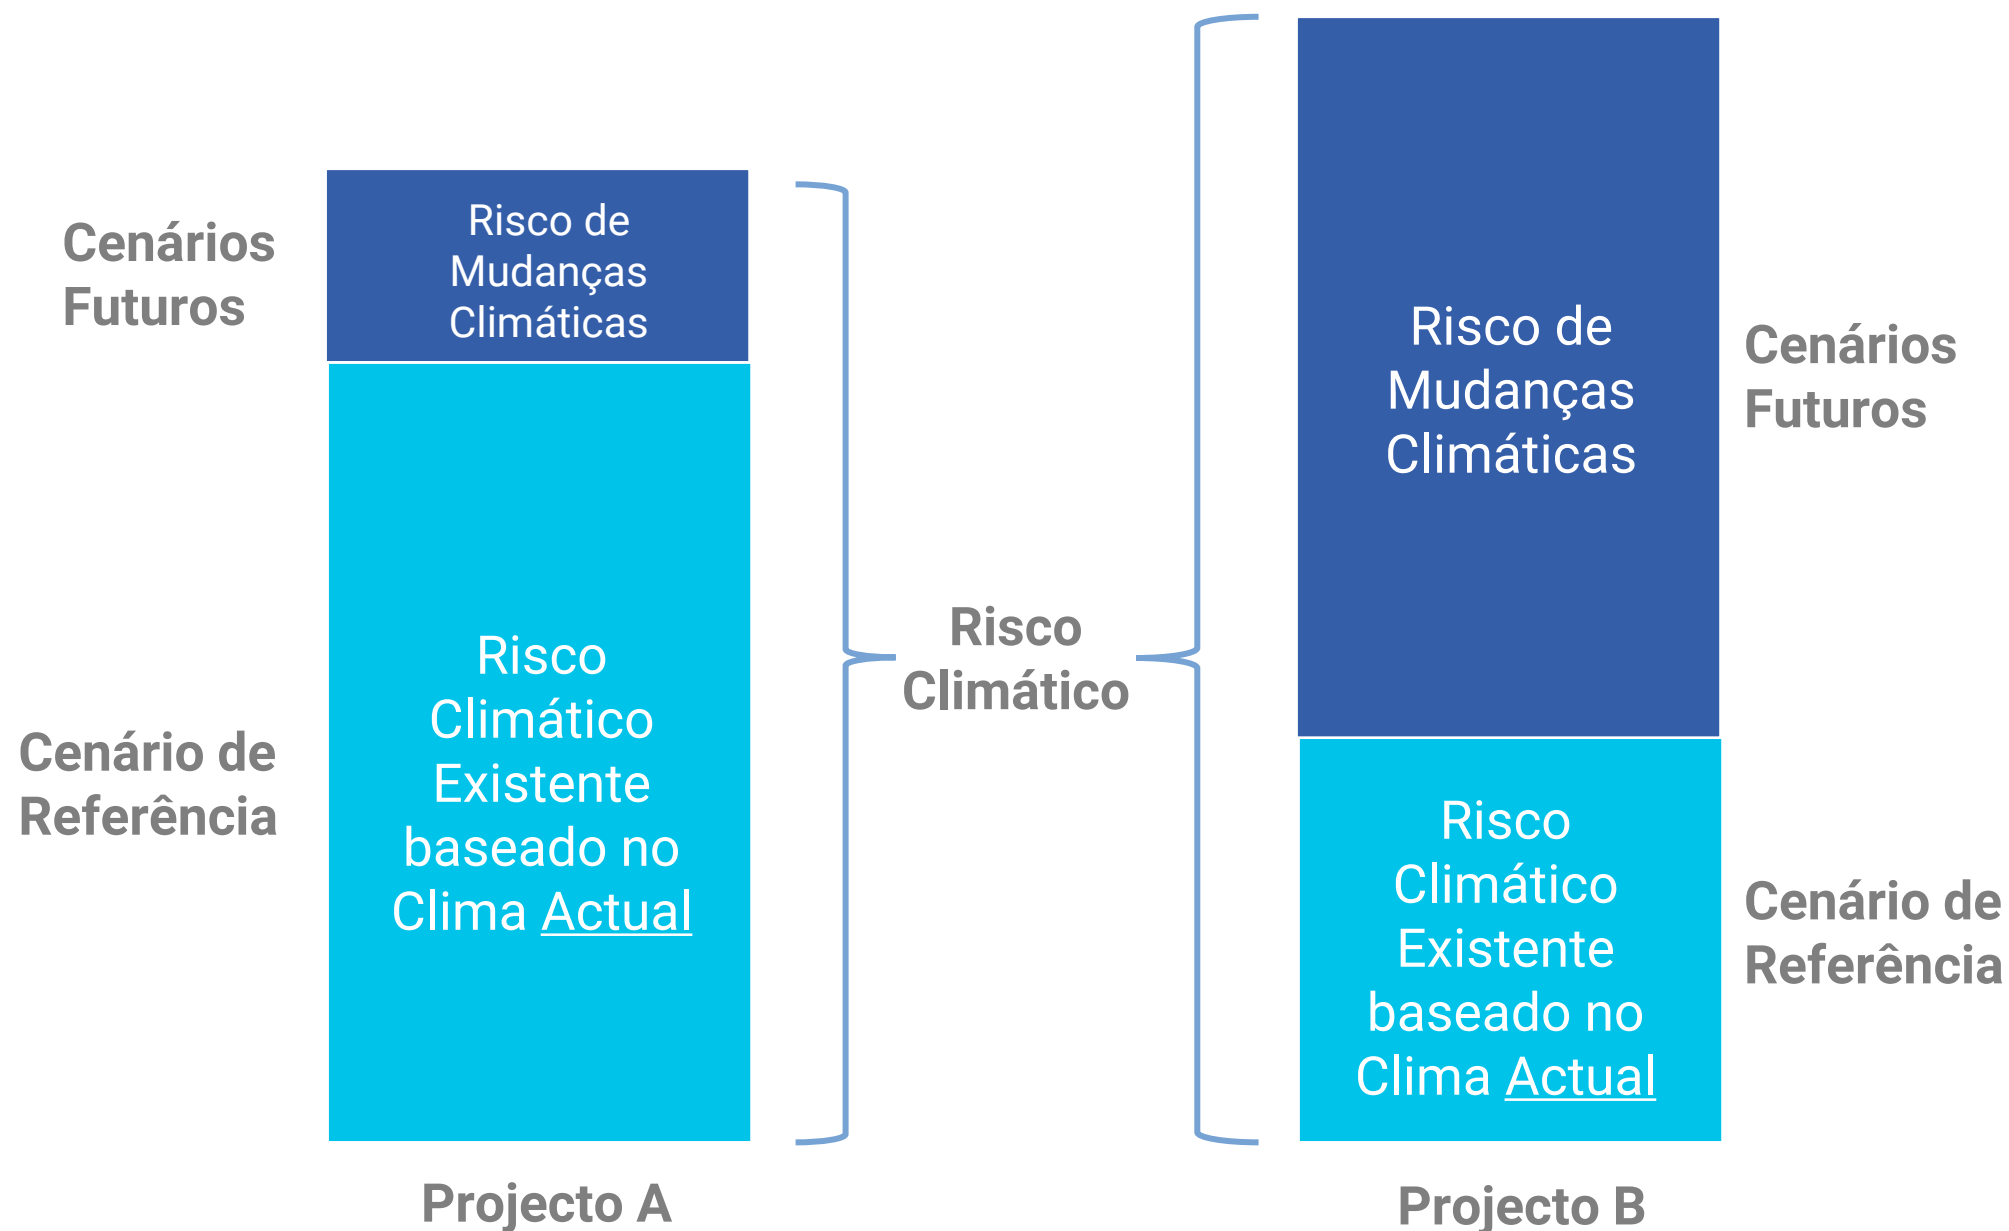 Cenários
Futuros
Risco de
Mudanças
Climáticas
Cenário de
Referência
Risco
Climático
Existente
baseado no
Clima Actual
Projecto A
Risco
Climático
Risco de
Mudanças
Climáticas
Cenários
Futuros
Risco
Climático
Existente
baseado no
Clima Actual
Cenário de
Referência
Projecto B